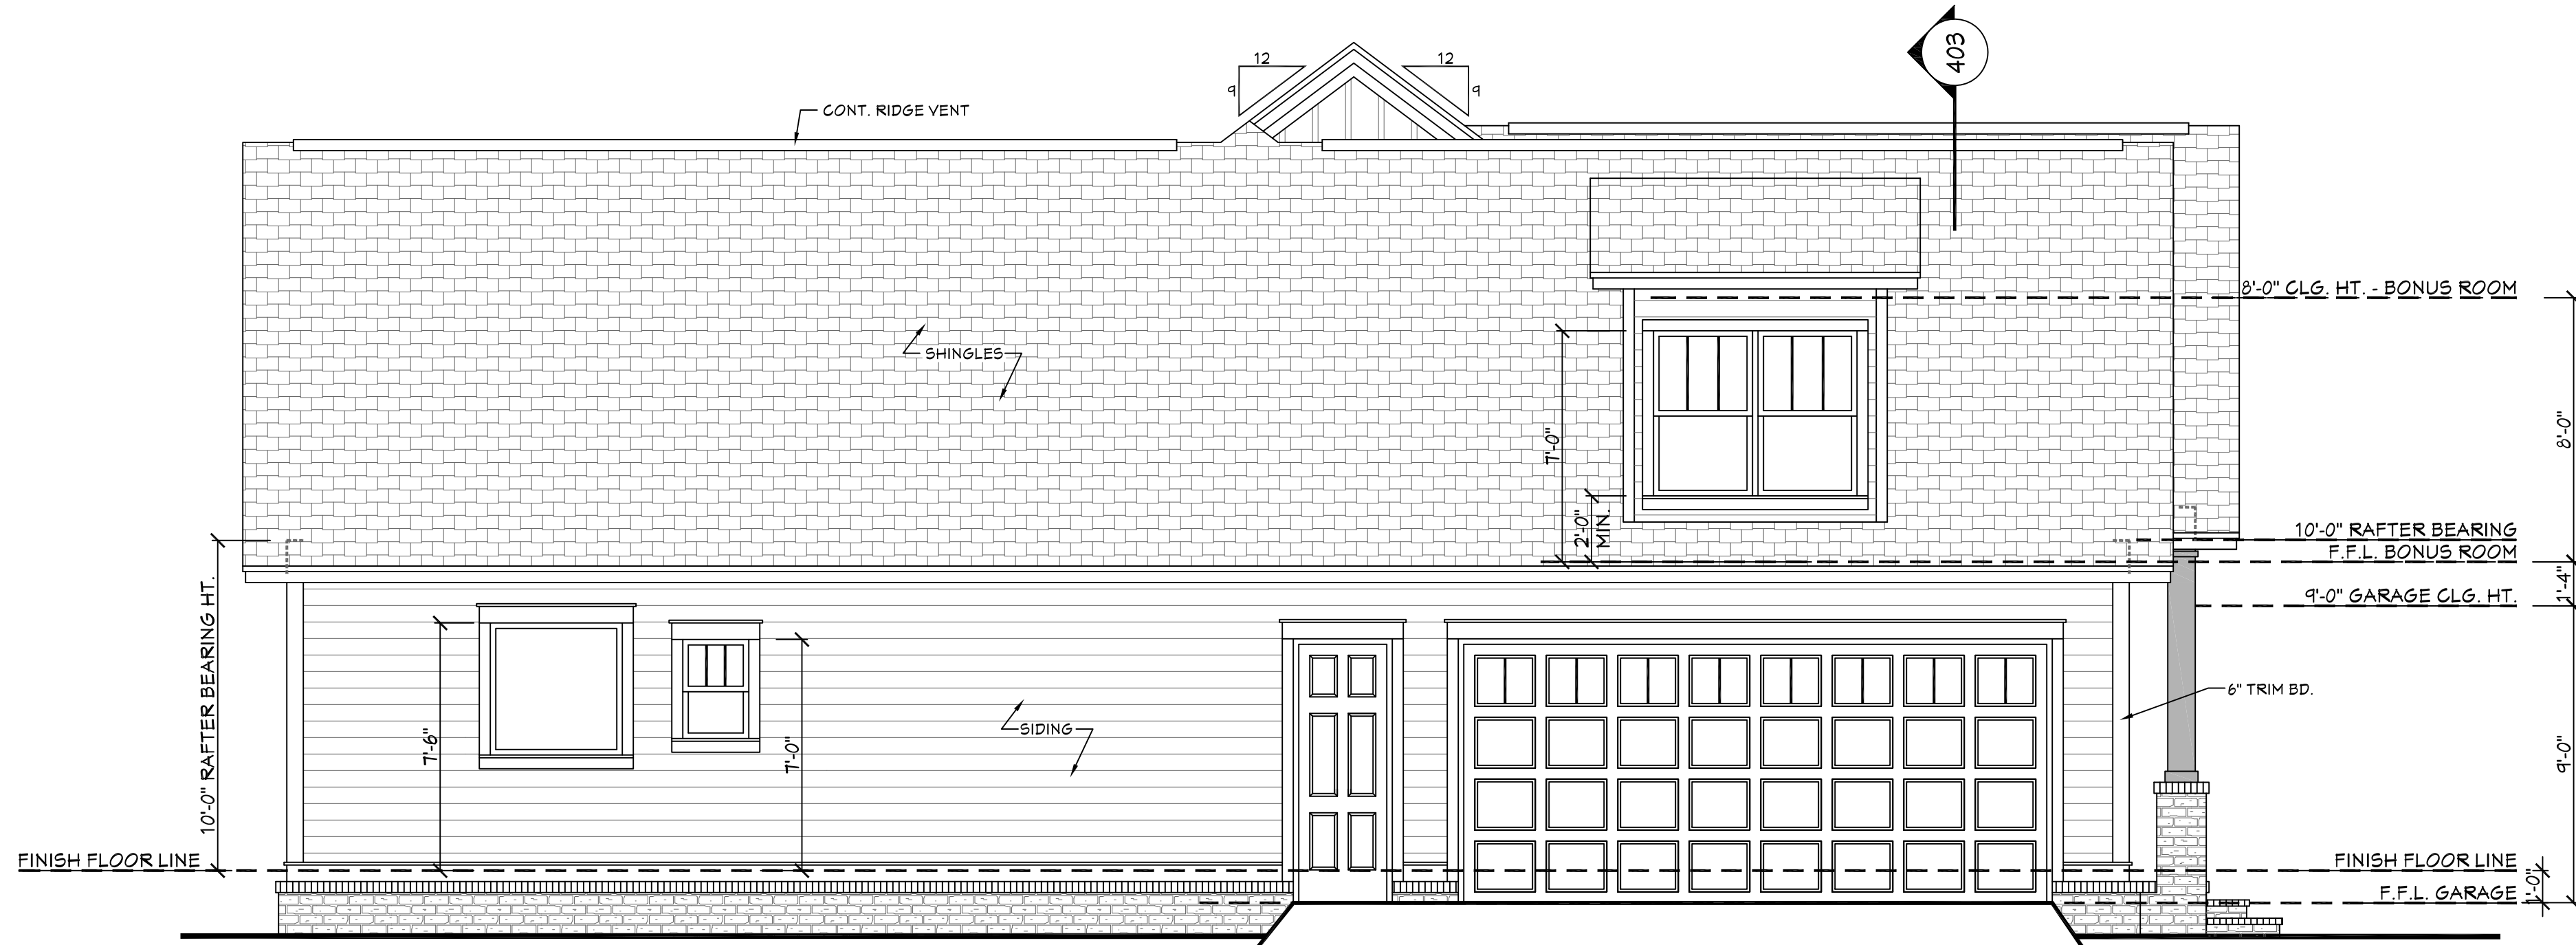 403
12
12
9
9
CONT. RIDGE VENT
8'-0" CLG. HT. - BONUS ROOM
SHINGLES
7'-0"
8'-0"
2'-0"
MIN.
10'-0" RAFTER BEARING
F.F.L. BONUS ROOM
1'-4"
9'-0" GARAGE CLG. HT.
10'-0" RAFTER BEARING HT.
6" TRIM BD.
SIDING
7'-6"
7'-0"
9'-0"
FINISH FLOOR LINE
FINISH FLOOR LINE
1'-0"
F.F.L. GARAGE